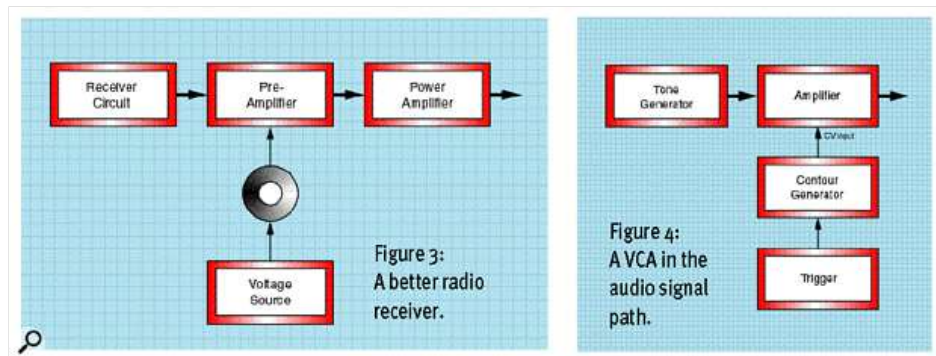 Receiver
Circuit
Pre-
Amplifier
Power
Amplifier
Voltage
Source
Figure 3:
A better radio
receiver.
Tone
Generator
Amplifier
CV input
Contour
Generator
Trigger
Figure 4:
A VCA in the
audio signal
path.